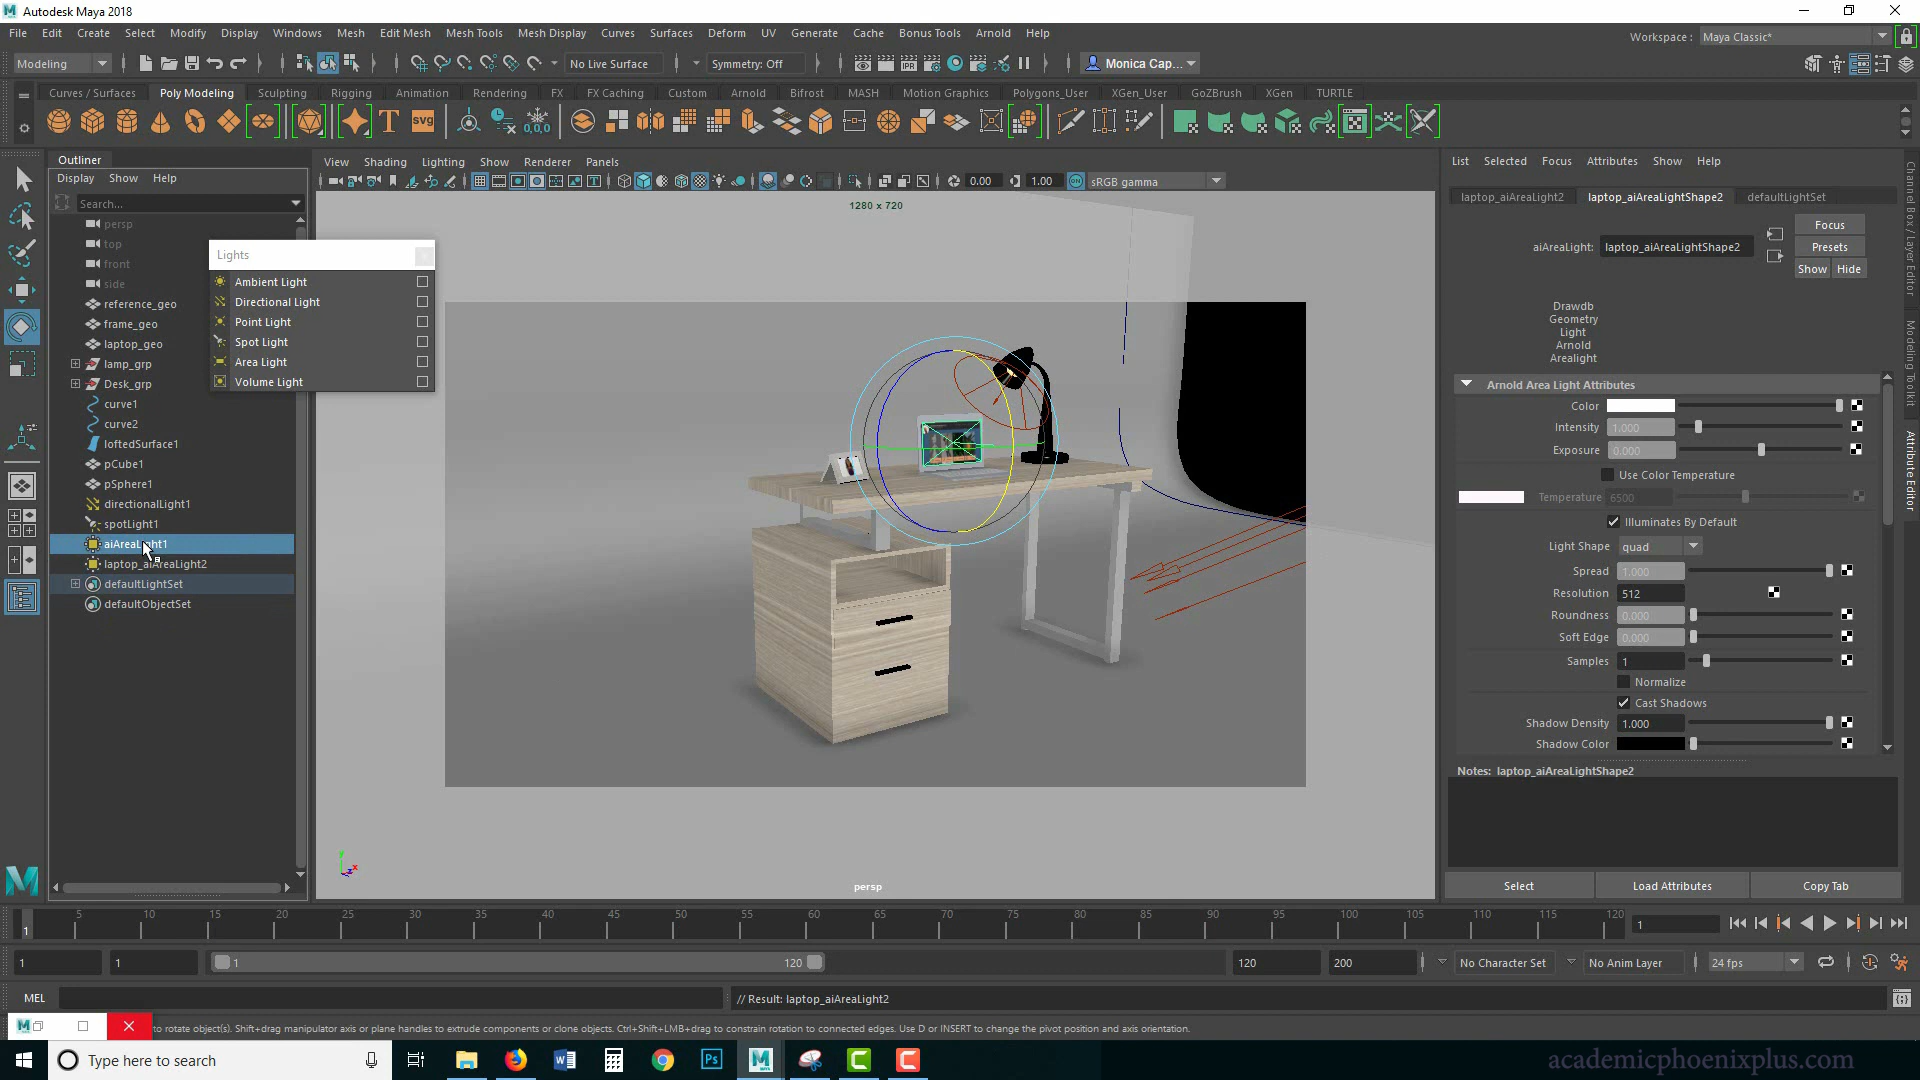 Autodesk Maya 2018
File Edit Create Select Modify Display Windows Mesh Edit Mesh Mesh Tools Mesh Display Curves Surfaces Deform UV Generate Cache Bonus Tools Arnold Help
Workspace : Maya Classic*
Modeling No Live Surface Symmetry: Off Monica Cap...
Curves / Surfaces Poly Modeling Sculpting Rigging Animation Rendering FX FX Caching Custom Arnold Bifrost MASH Motion Graphics Polygons_User XGen_User GoZBrush XGen TURTLE
Outliner
Display Show Help
Search...
persp
top
front
side
reference_geo
frame_geo
laptop_geo
lamp_grp
Desk_grp
curve1
curve2
loftedSurface1
pCube1
pSphere1
directionalLight1
spotLight1
aiAreaLight1
laptop_aiAreaLight2
defaultLightSet
defaultObjectSet
Lights
Ambient Light
Directional Light
Point Light
Spot Light
Area Light
Volume Light
View Shading Lighting Show Renderer Panels
0.00 1.00 sRGB gamma
1280 x 720
persp
List Selected Focus Attributes Show Help
laptop_aiAreaLight2 laptop_aiAreaLightShape2 defaultLightSet
aiAreaLight: laptop_aiAreaLightShape2
Focus
Presets
Show Hide
Drawdb
Geometry
Light
Arnold
Arealight
Arnold Area Light Attributes
Color
Intensity 1.000
Exposure 0.000
Use Color Temperature
Temperature 6500
Illuminates By Default
Light Shape quad
Spread 1.000
Resolution 512
Roundness 0.000
Soft Edge 0.000
Samples 1
Normalize
Cast Shadows
Shadow Density 1.000
Shadow Color
Notes: laptop_aiAreaLightShape2
Select Load Attributes Copy Tab
Channel Box / Layer Editor
Modeling Toolkit
Attribute Editor
5 10 15 20 25 30 35 40 45 50 55 60 65 70 75 80 85 90 95 100 105 110 115 120
1 1
1 1 1 120 120 200 No Character Set No Anim Layer 24 fps
MEL // Result: laptop_aiAreaLight2
to rotate object(s). Shift+drag manipulator axis or plane handles to extrude components or clone objects. Ctrl+Shift+LMB+drag to constrain rotation to connected edges. Use D or INSERT to change the pivot position and axis orientation.
Type here to search
academicphoenixplus.com